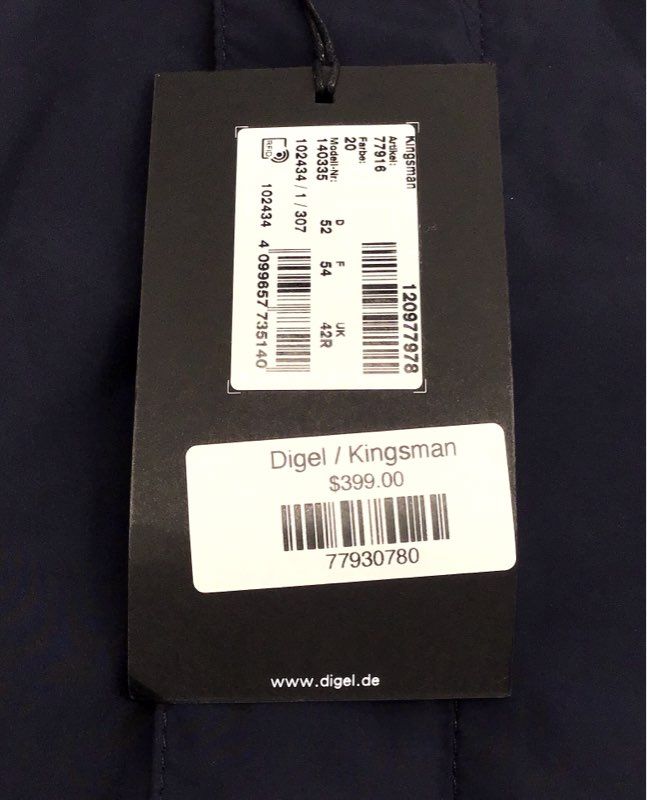 Kingsman
Artikel:
77916
Farbe:
20
Modell-Nr:
140335
D
52
F
54
UK
42R
102434 / 1 / 307
102434
120977978
4 099657 735140
RFID
Digel / Kingsman
$399.00
77930780
www.digel.de